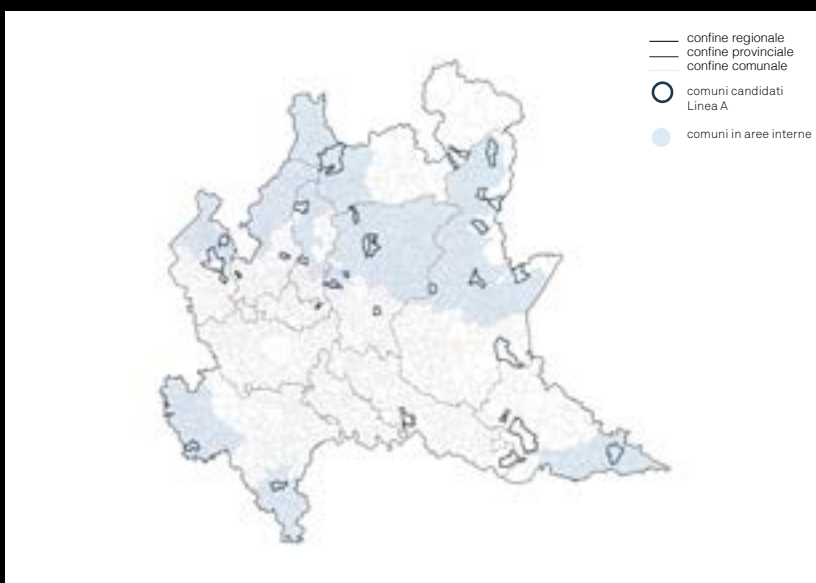 confine regionale
confine provinciale
confine comunale
comuni candidati
Linea A
comuni in aree interne